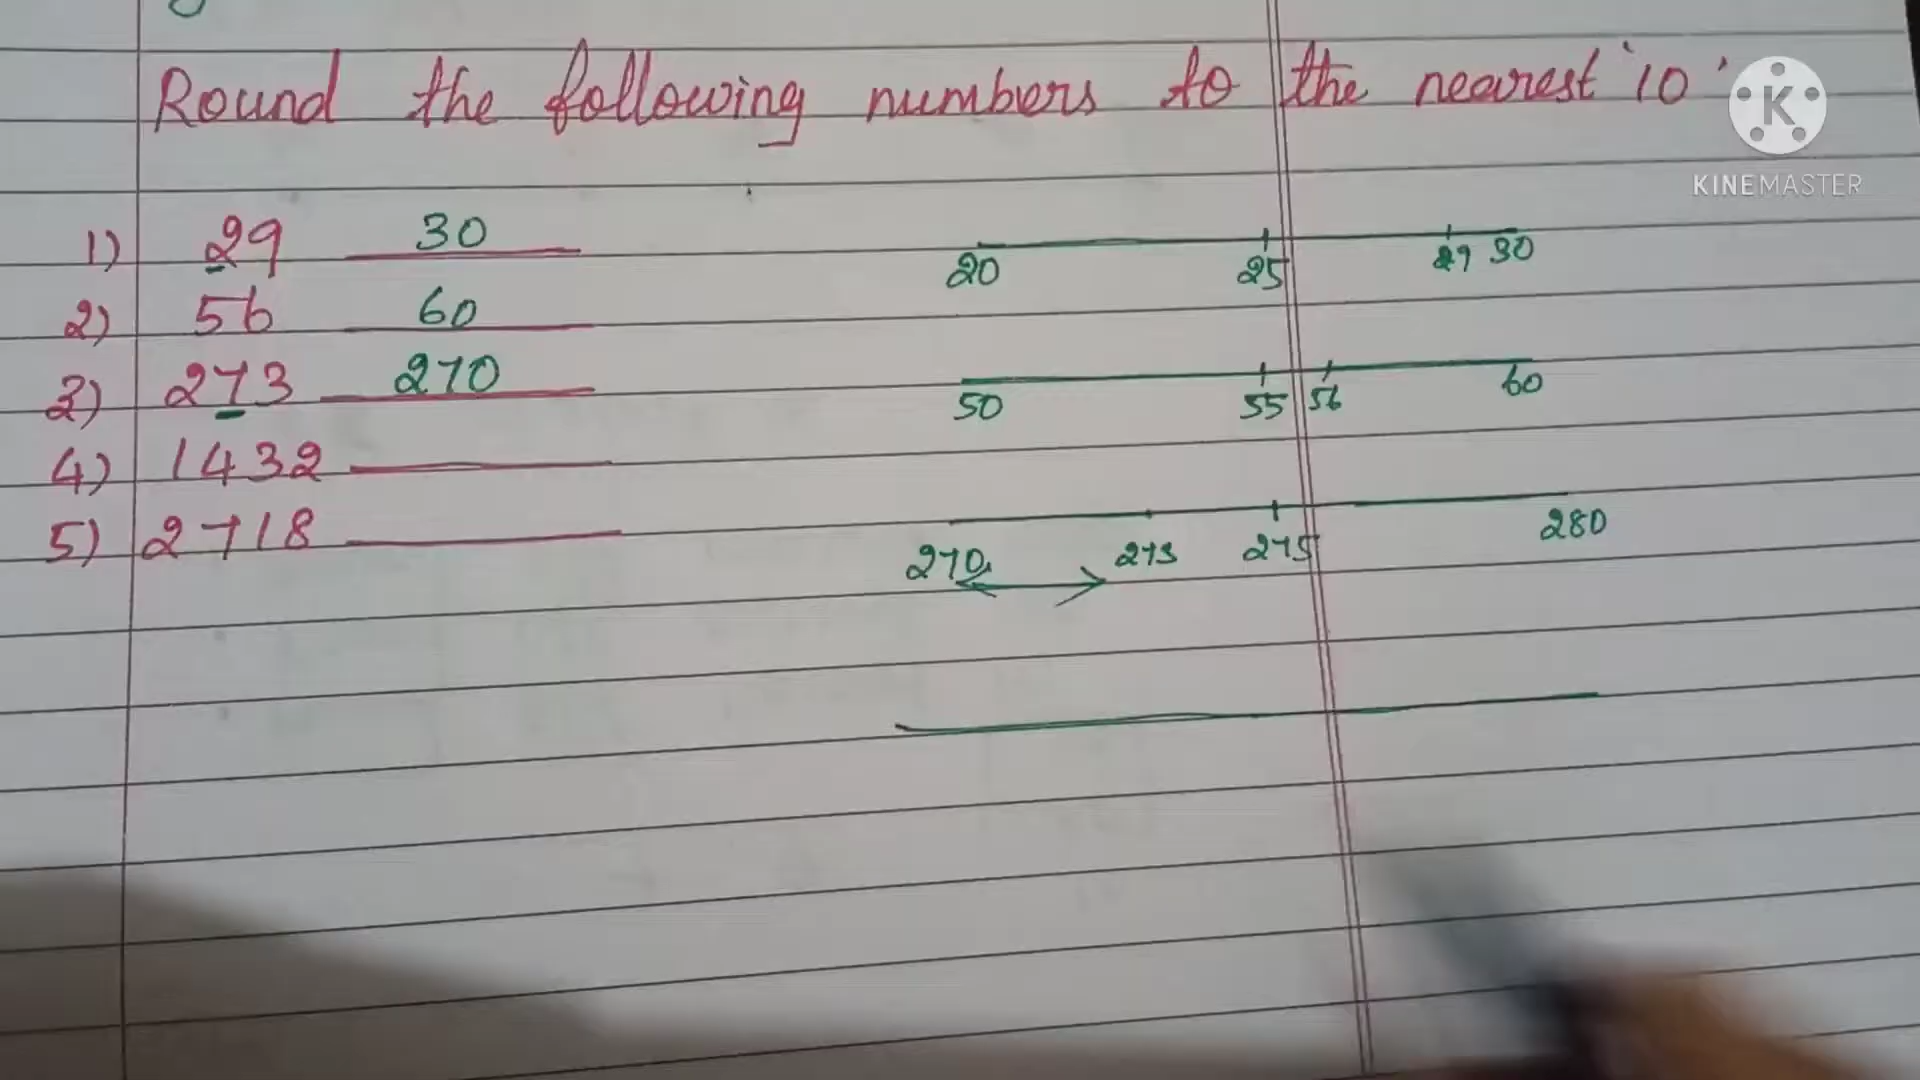 Round the following numbers to the nearest '10'
KINEMASTER
1) 29 30
2) 56 60
3) 273 270
4) 1432
5) 2718
20 25 29 30
50 55 56 60
270 273 275 280